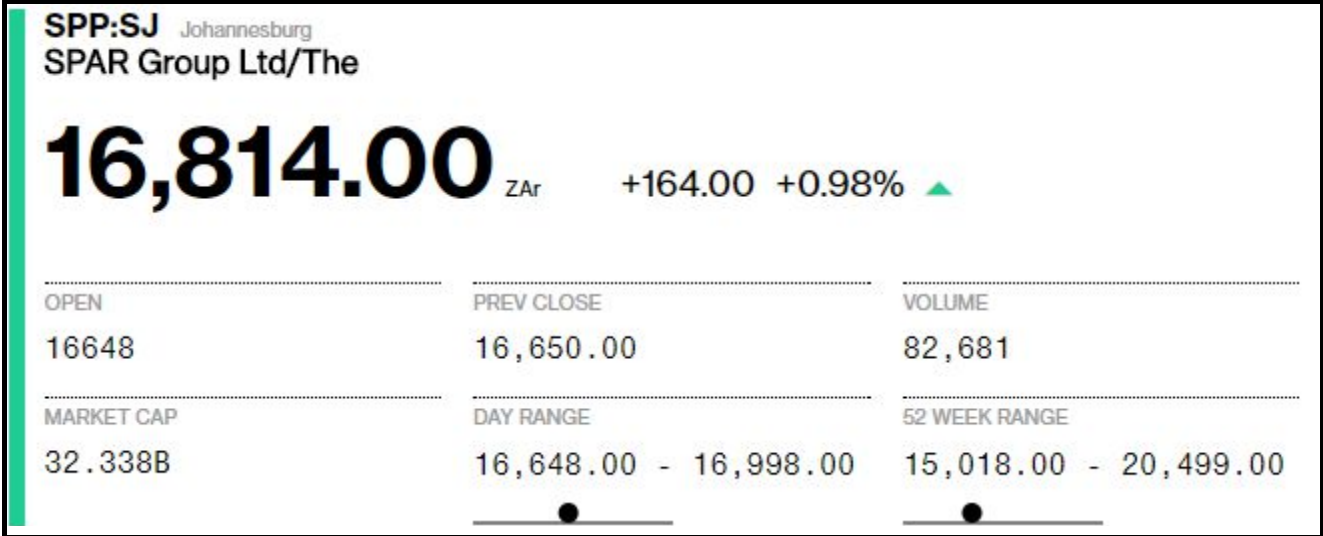 SPP:SJ Johannesburg
SPAR Group Ltd/The
16,814.00 ZAr +164.00 +0.98%
OPEN PREV CLOSE VOLUME
16648 16,650.00 82,681
MARKET CAP DAY RANGE 52 WEEK RANGE
32.338B 16,648.00 - 16,998.00 15,018.00 - 20,499.00